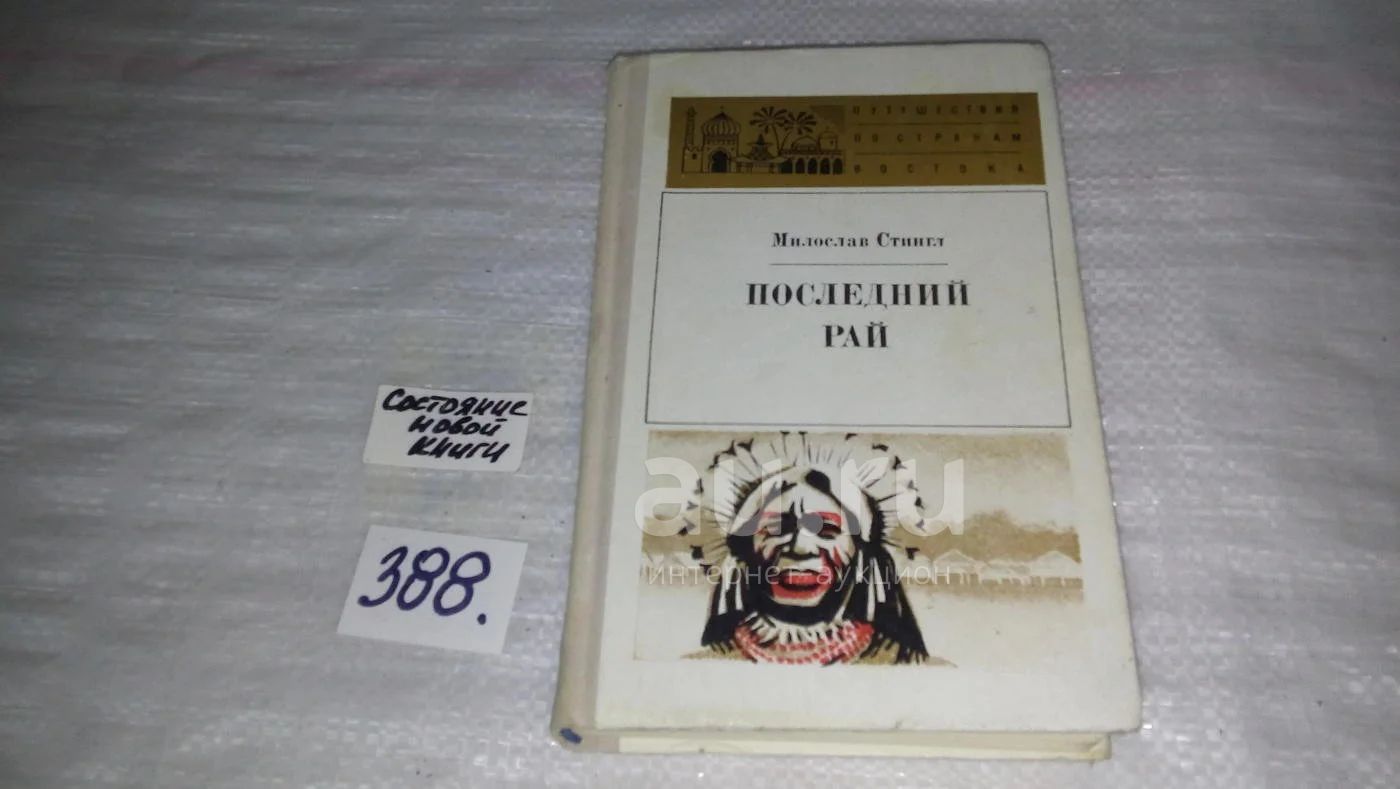 ПУТЕШЕСТВИЯ
ПО СТРАНАМ
ВОСТОКА
Милослав Стингл
ПОСЛЕДНИЙ
РАЙ
Состояние
новой
книги
388.
au.ru
интернет-аукцион